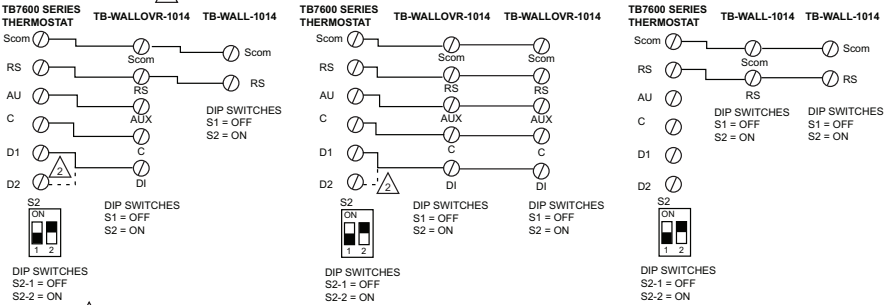 TB7600 SERIES
THERMOSTAT TB-WALLOVR-1014 TB-WALL-1014
Scom
Scom
Scom
RS
RS
RS
AU
AUX
C
C
D1
2
D2
DI
DIP SWITCHES
S1 = OFF
S2 = ON
S2
ON
1 2
DIP SWITCHES
S1 = OFF
S2 = ON
DIP SWITCHES
S2-1 = OFF
S2-2 = ON
TB7600 SERIES
THERMOSTAT TB-WALLOVR-1014 TB-WALLOVR-1014
Scom
Scom
Scom
RS
RS
RS
AU
AUX
AUX
C
C
C
D1
D2
2
DI
DI
S2
ON
1 2
DIP SWITCHES
S1 = OFF
S2 = ON
DIP SWITCHES
S1 = OFF
S2 = ON
DIP SWITCHES
S2-1 = OFF
S2-2 = ON
TB7600 SERIES
THERMOSTAT TB-WALLOVR-1014 TB-WALL-1014
Scom
Scom
Scom
RS
RS
RS
AU
C
D1
D2
DIP SWITCHES
S1 = OFF
S2 = ON
DIP SWITCHES
S1 = OFF
S2 = ON
S2
ON
1 2
DIP SWITCHES
S2-1 = OFF
S2-2 = ON